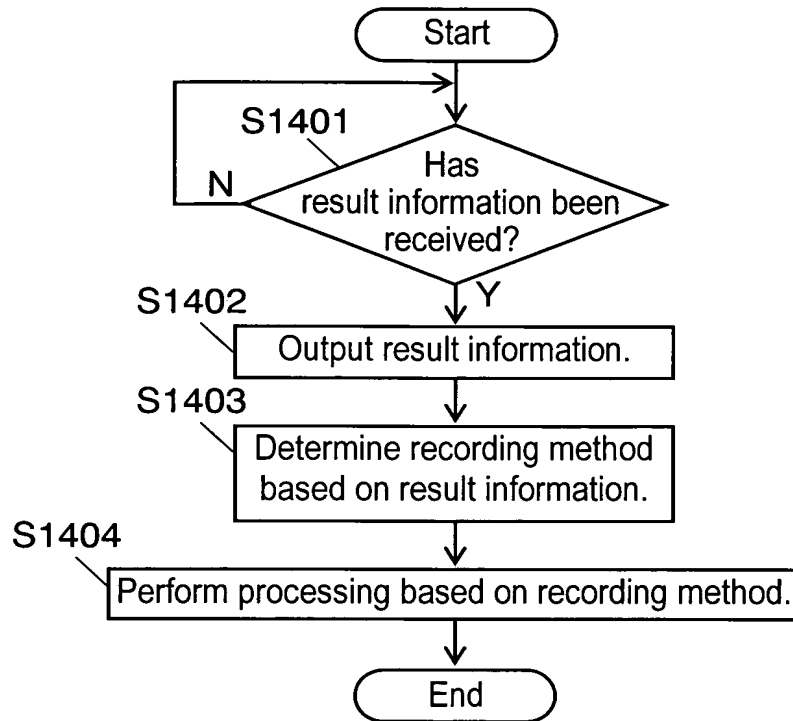 Start
S1401
Has
result information been
received?
N
Y
S1402
Output result information.
S1403
Determine recording method
based on result information.
S1404
Perform processing based on recording method.
End